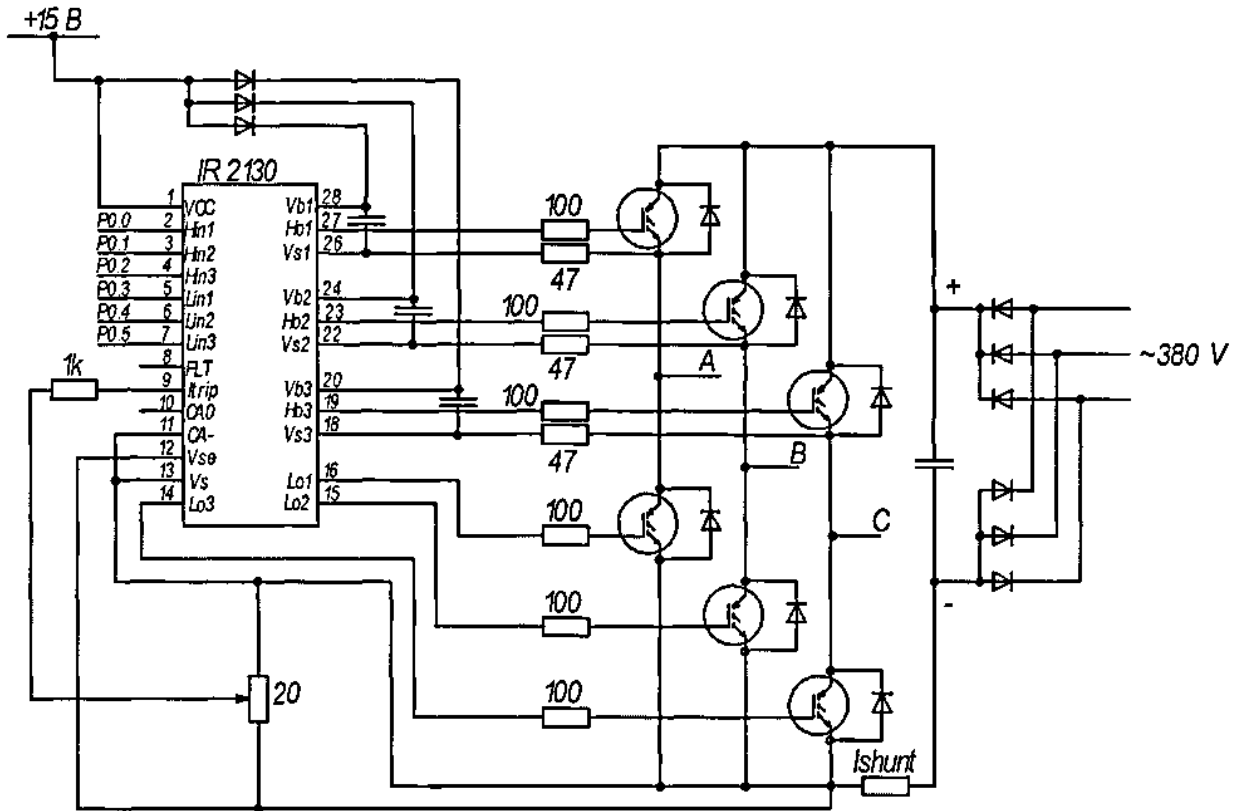 +15 В
IR 2130
1 VCC Vb1 28
P0.0 2 Hin1 Ho1 27
P0.1 3 Hin2 Vs1 26
P0.2 4 Hin3
P0.3 5 Lin1 Vb2 24
P0.4 6 Lin2 Ho2 23
P0.5 7 Lin3 Vs2 22
8 FLT
9 Itrip Vb3 20
10 CAO Ho3 19
11 CA- Vs3 18
12 Vso
13 Vs Lo1 16
14 Lo3 Lo2 15
1k
20
100
47
100
47
100
47
100
100
100
A
B
C
+
-
~380 V
Ishunt